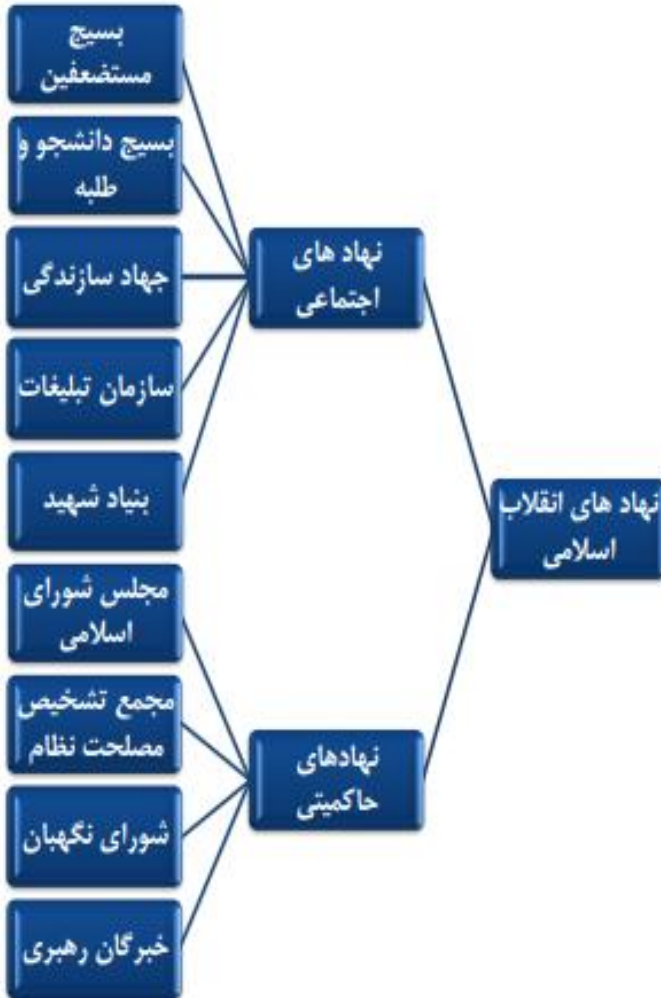 نهاد های انقلاب
اسلامی
نهاد های
اجتماعی
بسیج
مستضعفین
بسیج دانشجو و
طلبه
جهاد سازندگی
سازمان تبلیغات
بنیاد شهید
نهادهای
حاکمیتی
مجلس شورای
اسلامی
مجمع تشخیص
مصلحت نظام
شورای نگهبان
خبرگان رهبری